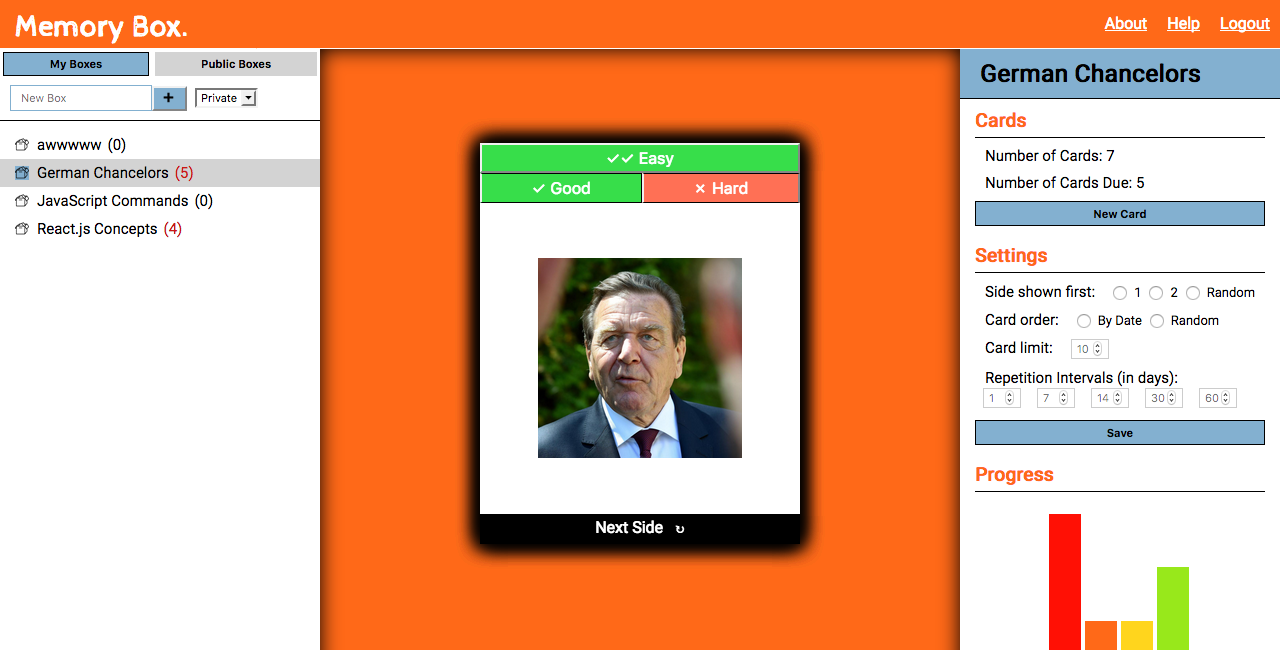 Memory Box.
About Help Logout
My Boxes Public Boxes
New Box + Private
awwwww (0)
German Chancelors (5)
JavaScript Commands (0)
React.js Concepts (4)
Easy
Good Hard
Next Side
German Chancelors
Cards
Number of Cards: 7
Number of Cards Due: 5
New Card
Settings
Side shown first: 1 2 Random
Card order: By Date Random
Card limit: 10
Repetition Intervals (in days):
1 7 14 30 60
Save
Progress